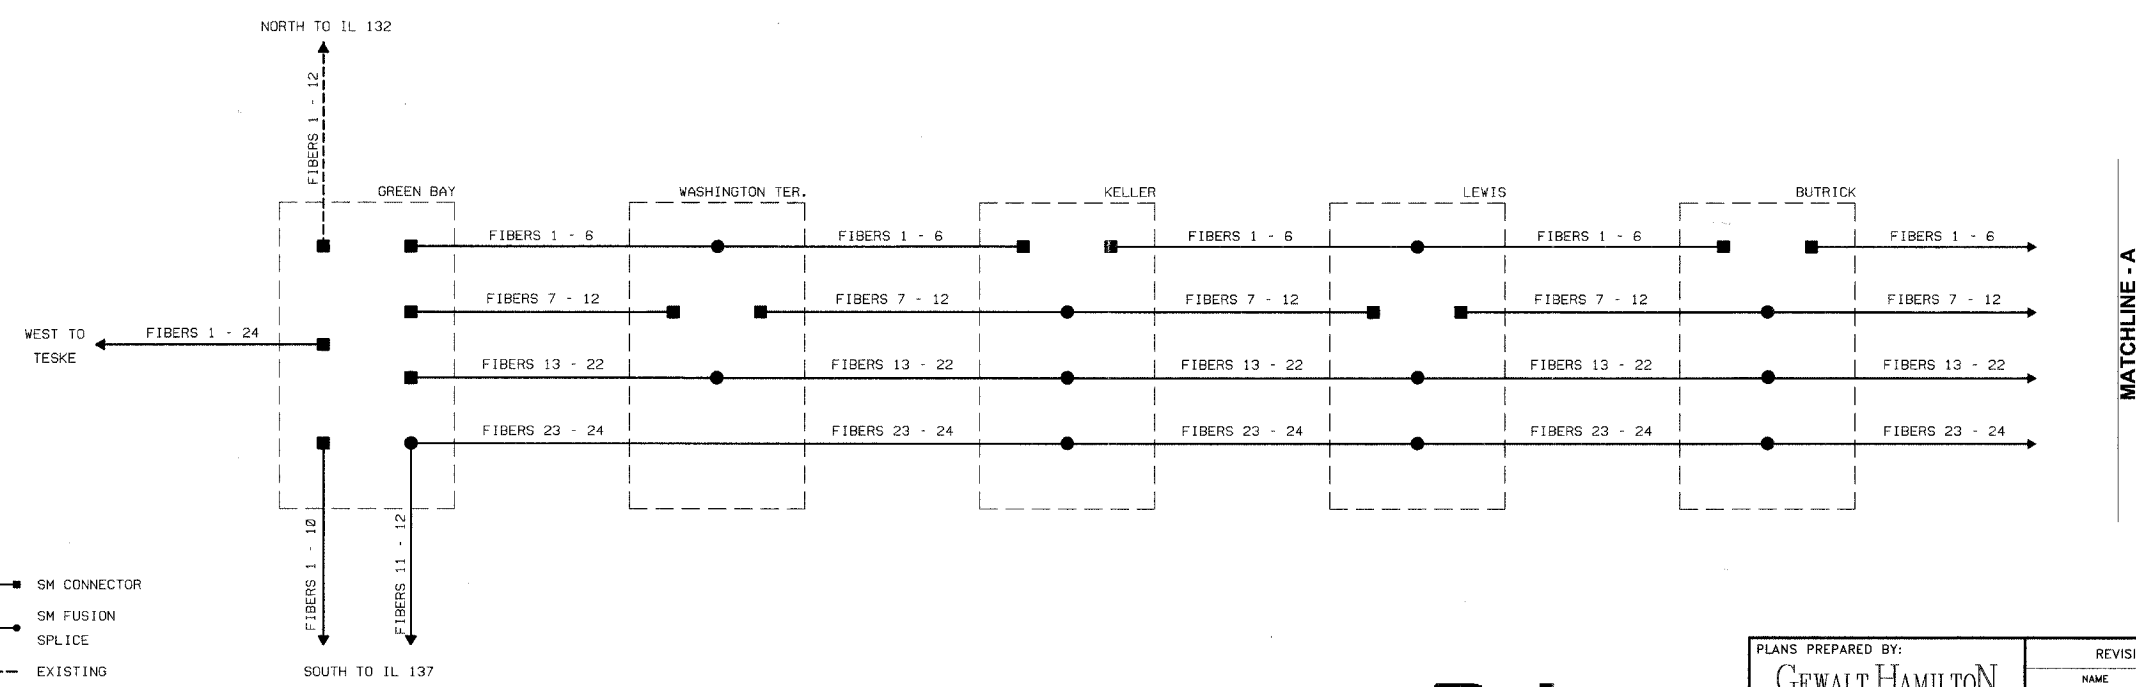 NORTH TO IL 132
FIBERS 1 - 12
GREEN BAY
WASHINGTON TER.
KELLER
LEWIS
BUTRICK
FIBERS 1 - 6
FIBERS 1 - 6
FIBERS 1 - 6
FIBERS 1 - 6
FIBERS 1 - 6
FIBERS 7 - 12
FIBERS 7 - 12
FIBERS 7 - 12
FIBERS 7 - 12
FIBERS 7 - 12
WEST TO
TESKE
FIBERS 1 - 24
FIBERS 13 - 22
FIBERS 13 - 22
FIBERS 13 - 22
FIBERS 13 - 22
FIBERS 13 - 22
FIBERS 23 - 24
FIBERS 23 - 24
FIBERS 23 - 24
FIBERS 23 - 24
FIBERS 23 - 24
MATCHLINE - A
FIBERS 1 - 10
FIBERS 11 - 12
SOUTH TO IL 137
SM CONNECTOR
SM FUSION
SPLICE
EXISTING
PLANS PREPARED BY:
GEWALT HAMILTON
REVISI
NAME